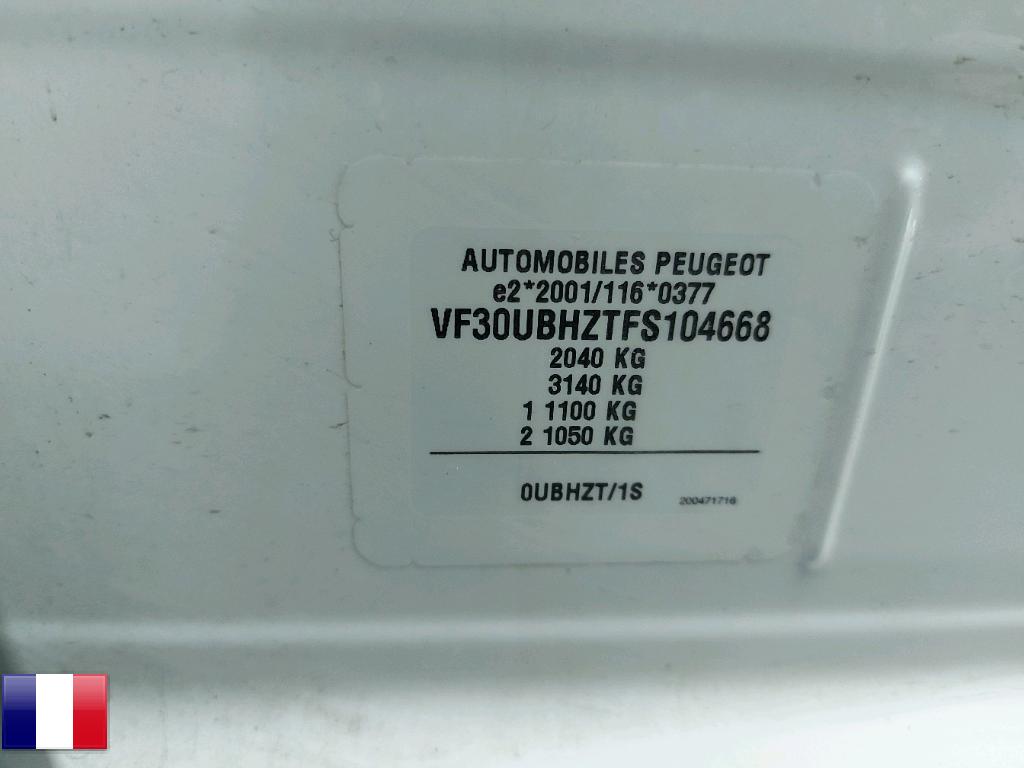 AUTOMOBILES PEUGEOT
e2*2001/116*0377
VF30UBHZTFS104668
2040 KG
3140 KG
1 1100 KG
2 1050 KG
0UBHZT/1S
200471716